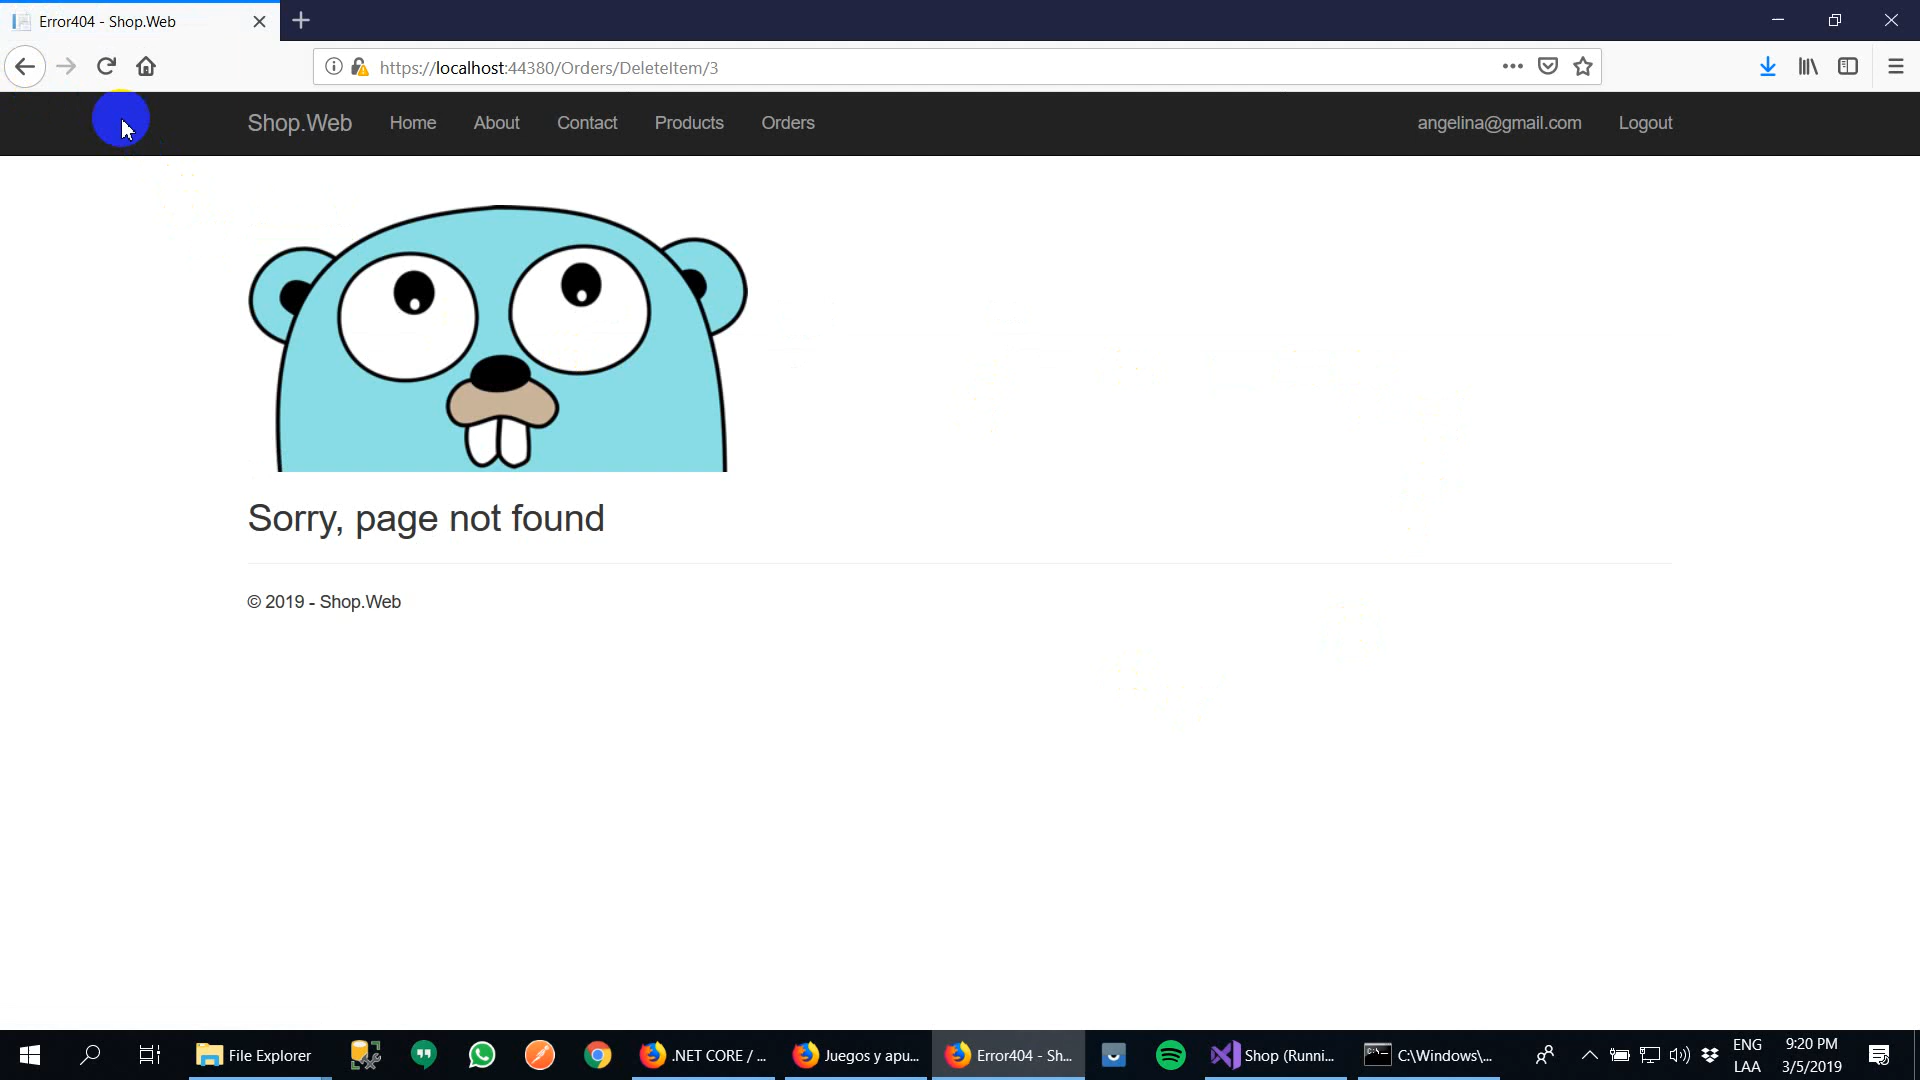 Error404 - Shop.Web
https://localhost:44380/Orders/DeleteItem/3
Shop.Web Home About Contact Products Orders angelina@gmail.com Logout
Sorry, page not found
© 2019 - Shop.Web
File Explorer .NET CORE / ... Juegos y apu... Error404 - Sh... Shop (Runni... C:\Windows\...
ENG
LAA
9:20 PM
3/5/2019